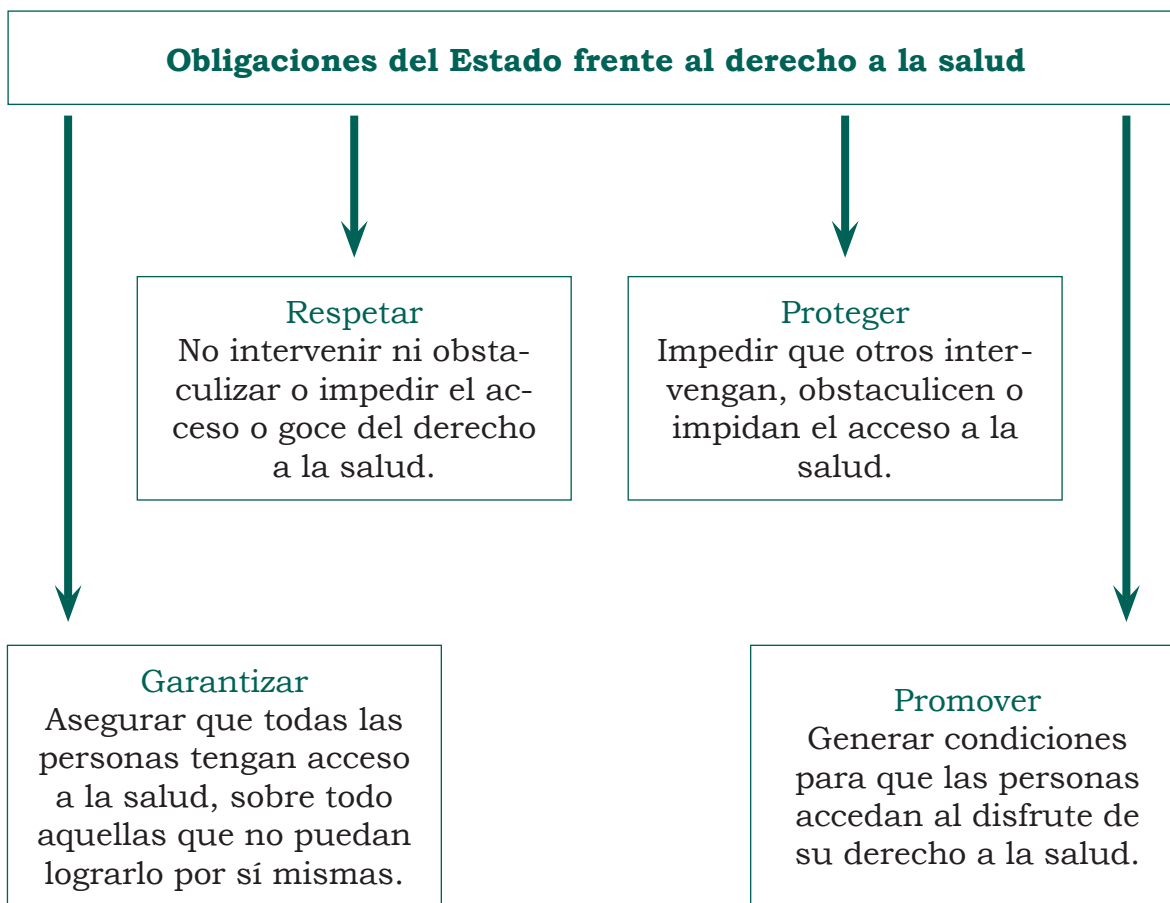 Obligaciones del Estado frente al derecho a la salud
Respetar
No intervenir ni obsta-
culizar o impedir el ac-
ceso o goce del derecho
a la salud.
Proteger
Impedir que otros inter-
vengan, obstaculicen o
impidan el acceso a la
salud.
Garantizar
Asegurar que todas las
personas tengan acceso
a la salud, sobre todo
aquellas que no puedan
lograrlo por sí mismas.
Promover
Generar condiciones
para que las personas
accedan al disfrute de
su derecho a la salud.